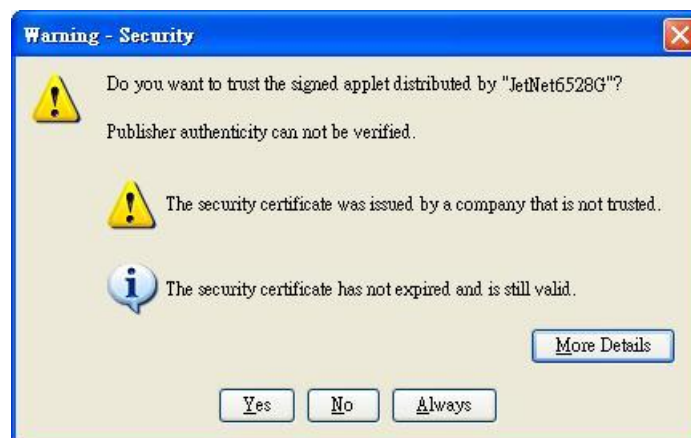 Warning - Security
Do you want to trust the signed applet distributed by "JetNet6528G"?
Publisher authenticity can not be verified.
The security certificate was issued by a company that is not trusted.
The security certificate has not expired and is still valid.
More Details
Yes No Always